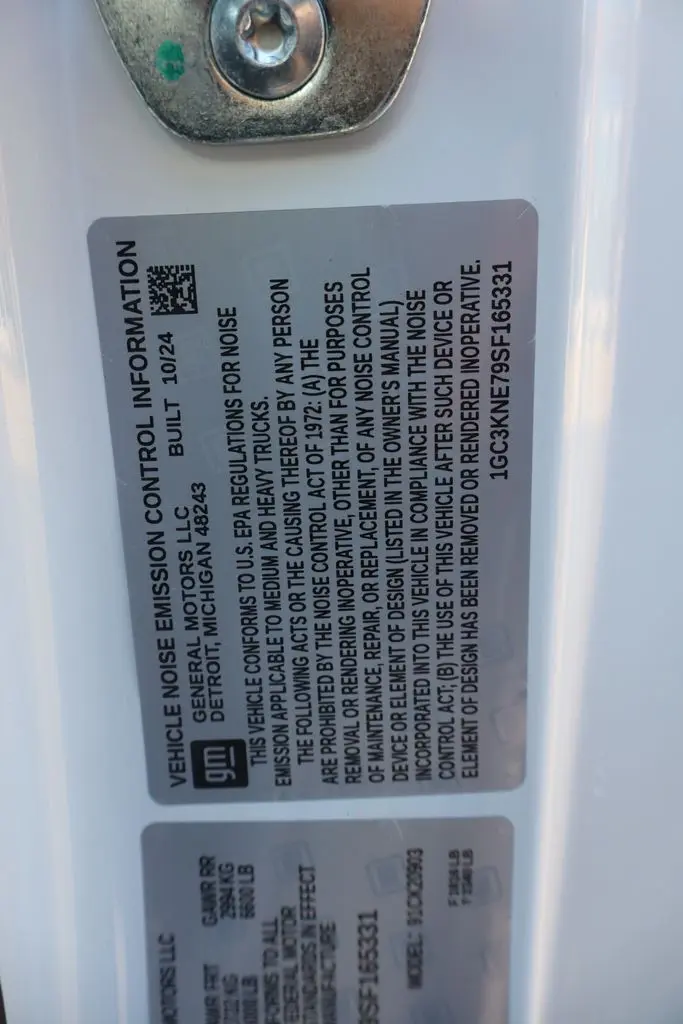 VEHICLE NOISE EMISSION CONTROL INFORMATION
GENERAL MOTORS LLC BUILT 10/24
DETROIT, MICHIGAN 48243
gm
THIS VEHICLE CONFORMS TO U.S. EPA REGULATIONS FOR NOISE
EMISSION APPLICABLE TO MEDIUM AND HEAVY TRUCKS.
THE FOLLOWING ACTS OR THE CAUSING THEREOF BY ANY PERSON
ARE PROHIBITED BY THE NOISE CONTROL ACT OF 1972: (A) THE
REMOVAL OR RENDERING INOPERATIVE, OTHER THAN FOR PURPOSES
OF MAINTENANCE, REPAIR, OR REPLACEMENT, OF ANY NOISE CONTROL
DEVICE OR ELEMENT OF DESIGN (LISTED IN THE OWNER'S MANUAL)
INCORPORATED INTO THIS VEHICLE IN COMPLIANCE WITH THE NOISE
CONTROL ACT; (B) THE USE OF THIS VEHICLE AFTER SUCH DEVICE OR
ELEMENT OF DESIGN HAS BEEN REMOVED OR RENDERED INOPERATIVE.
1GC3KNE79SF165331
MOTORS LLC
GAWR RR
2994 KG
6600 LB
FORMS TO ALL
FEDERAL MOTOR
STANDARDS IN EFFECT
MANUFACTURE
9SF165331
MODEL: